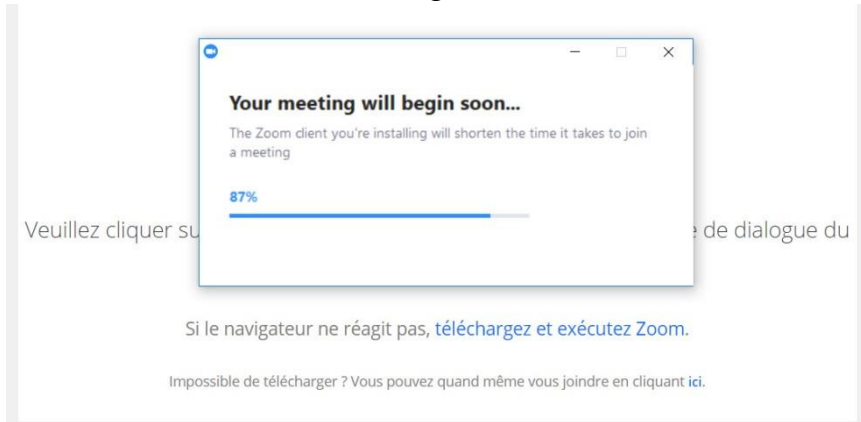 Your meeting will begin soon...
The Zoom client you're installing will shorten the time it takes to join
a meeting
87%
Veuillez cliquer su de dialogue du
Si le navigateur ne réagit pas, téléchargez et exécutez Zoom.
Impossible de télécharger ? Vous pouvez quand même vous joindre en cliquant ici.